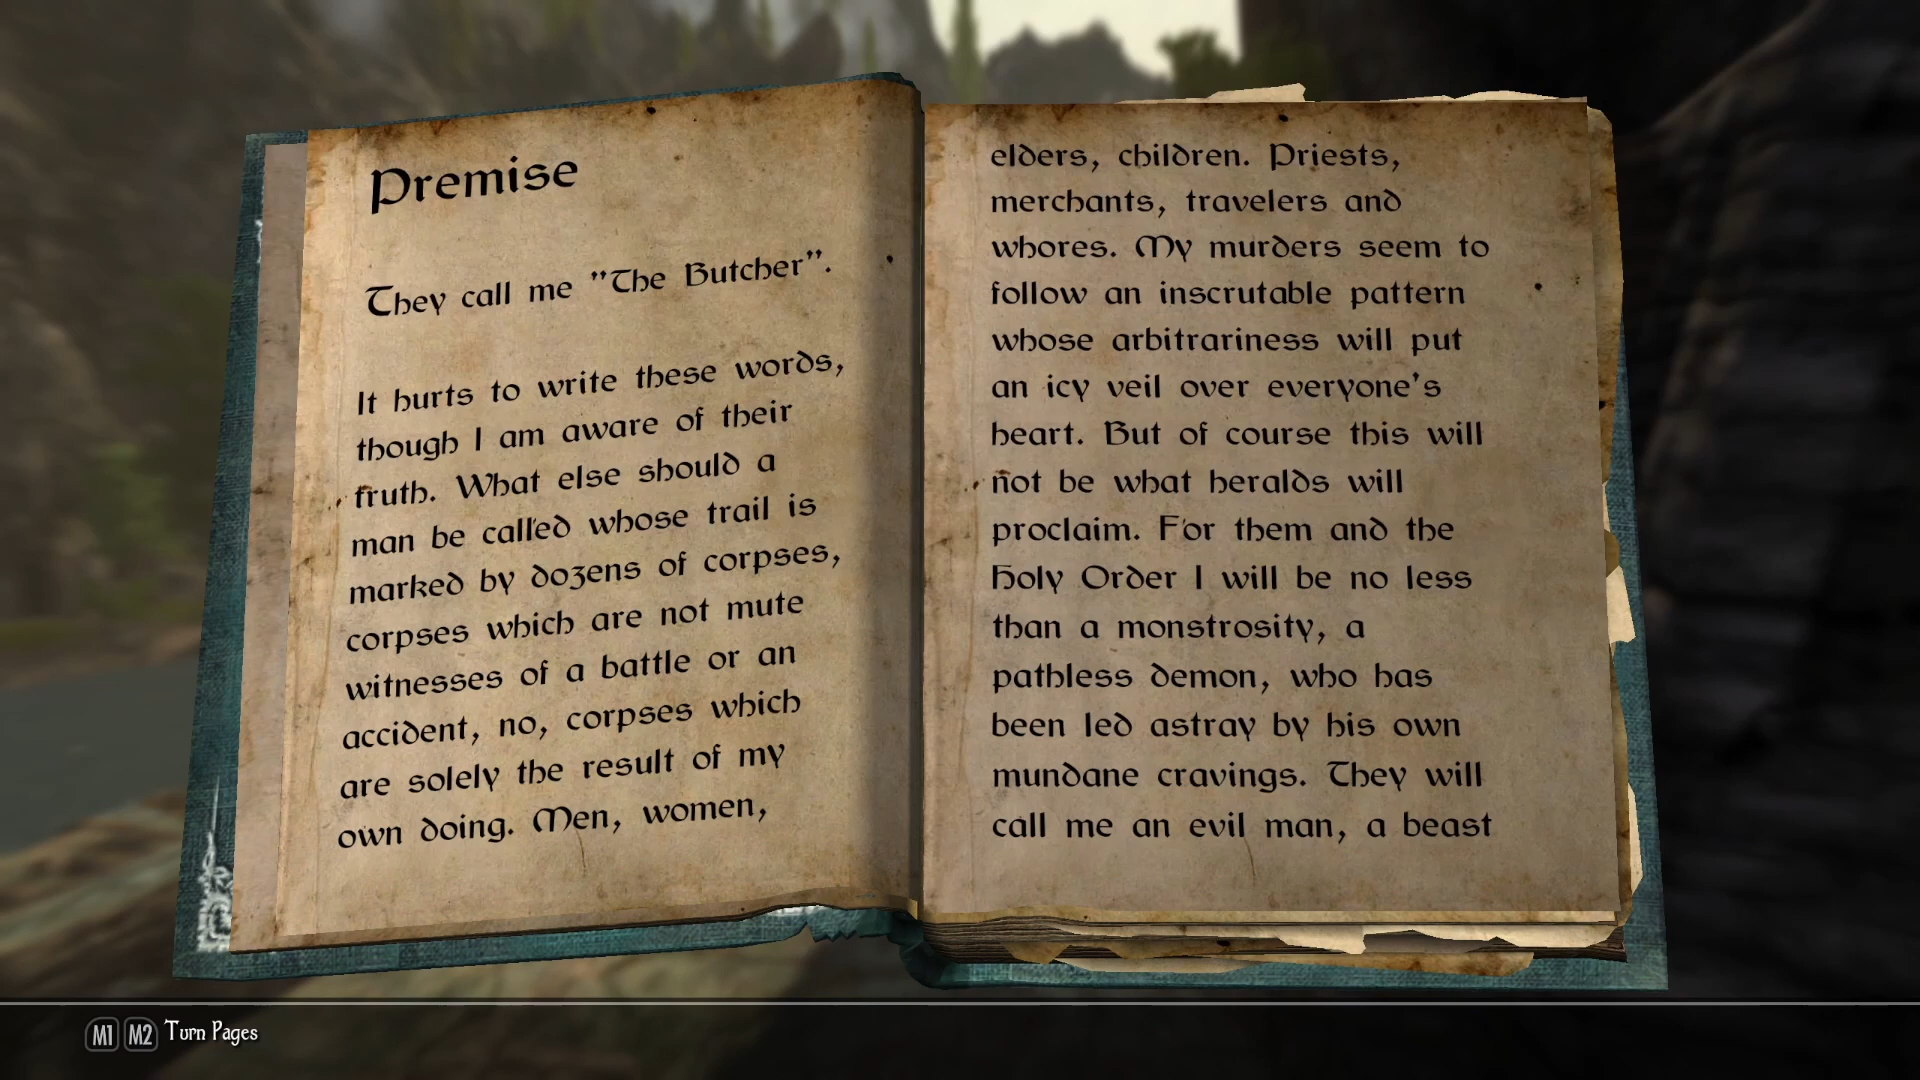 Premise
They call me "The Butcher".
It hurts to write these words,
though I am aware of their
truth. What else should a
man be called whose trail is
marked by dozens of corpses,
corpses which are not mute
witnesses of a battle or an
accident, no, corpses which
are solely the result of my
own doing. Men, women,
elders, children. Priests,
merchants, travelers and
whores. My murders seem to
follow an inscrutable pattern
whose arbitrariness will put
an icy veil over everyone's
heart. But of course this will
not be what heralds will
proclaim. For them and the
Holy Order I will be no less
than a monstrosity, a
pathless demon, who has
been led astray by his own
mundane cravings. They will
call me an evil man, a beast
M1 M2 Turn Pages